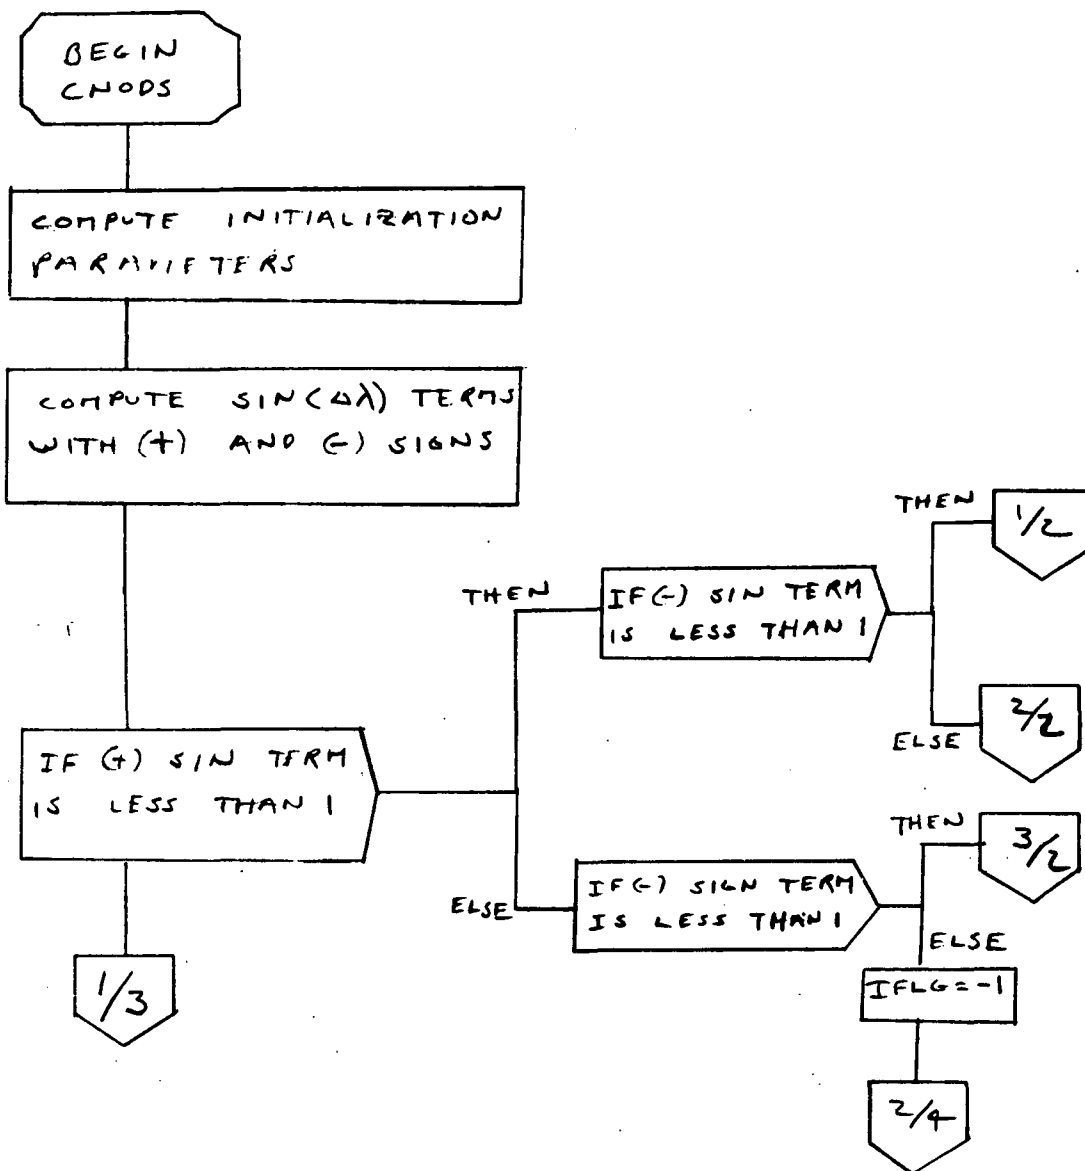 BEGIN
CNODS
COMPUTE INITIALIZATION
PARAMETERS
COMPUTE SIN(Δλ) TERMS
WITH (+) AND (-) SIGNS
IF (+) SIN TERM
IS LESS THAN 1
1/3
THEN
IF (-) SIN TERM
IS LESS THAN 1
THEN
1/2
ELSE
2/2
ELSE
IF (-) SIGN TERM
IS LESS THAN 1
THEN
3/2
ELSE
IFLG = -1
2/4